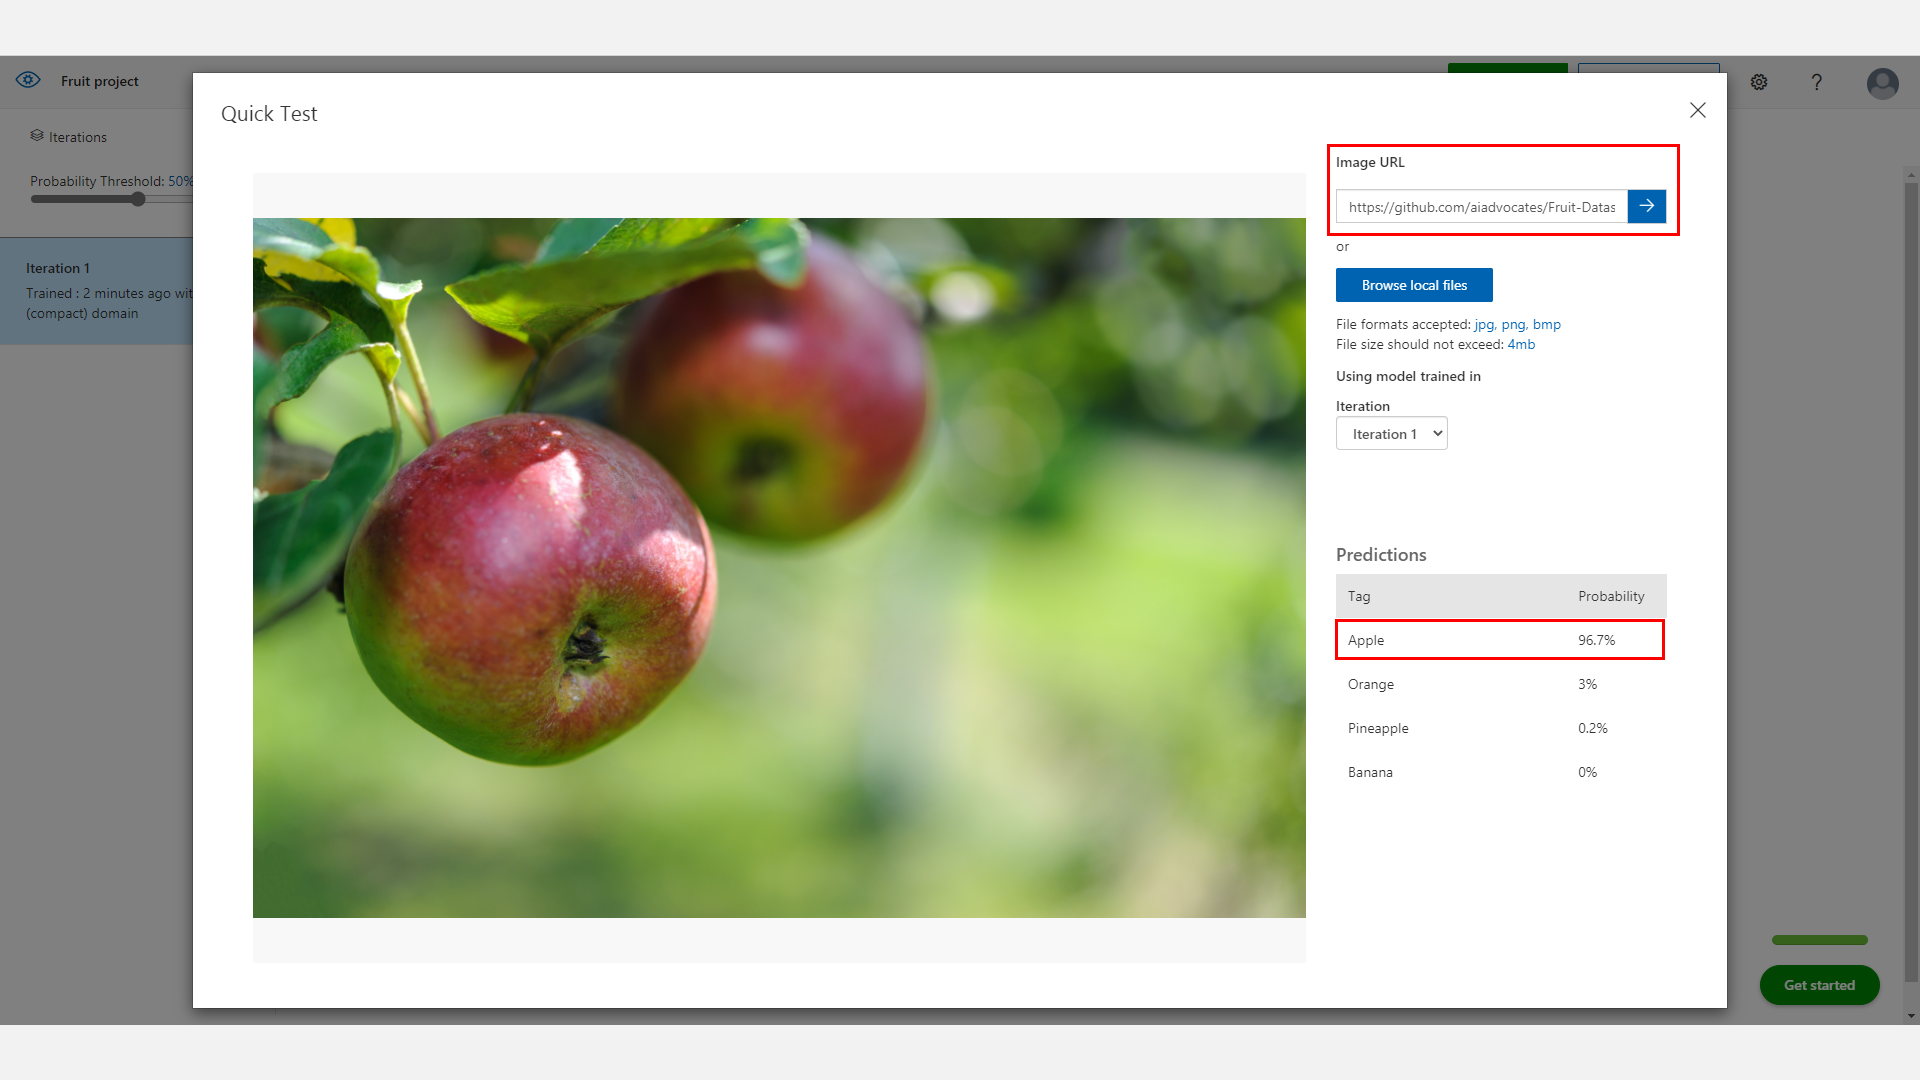 Fruit project
Iterations
Probability Threshold: 50%
Iteration 1
Trained : 2 minutes ago
(compact) domain
Quick Test
Image URL
https://github.com/aiadvocates/Fruit-Datas
or
Browse local files
File formats accepted: jpg, png, bmp
File size should not exceed: 4mb
Using model trained in
Iteration
Iteration 1
Predictions
Tag Probability
Apple 96.7%
Orange 3%
Pineapple 0.2%
Banana 0%
?
Get started